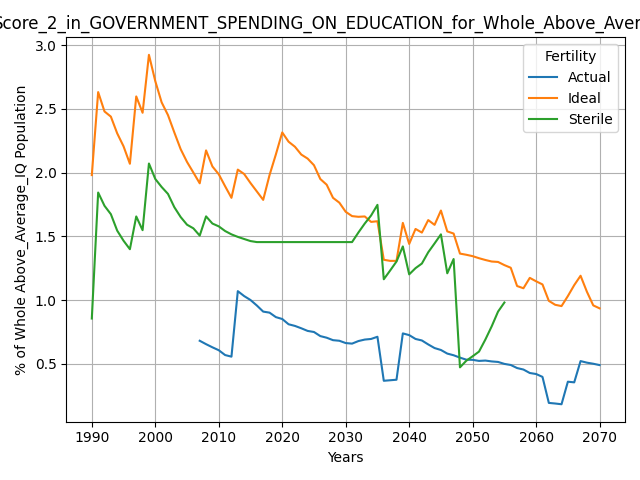 Score_2_in_GOVERNMENT_SPENDING_ON_EDUCATION_for_Whole_Above_Aver
3.0
2.5
2.0
1.5
1.0
0.5
% of Whole Above_Average_IQ Population
Fertility
Actual
Ideal
Sterile
1990 2000 2010 2020 2030 2040 2050 2060 2070
Years